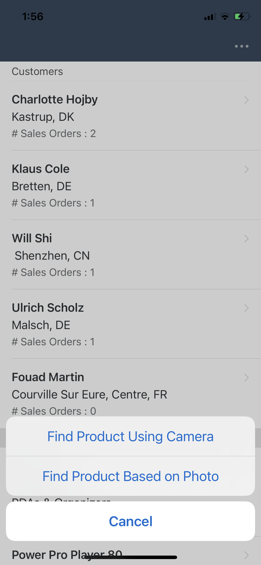 1:56
Customers
Charlotte Hojby
Kastrup, DK
# Sales Orders : 2
Klaus Cole
Bretten, DE
# Sales Orders : 1
Will Shi
Shenzhen, CN
# Sales Orders : 1
Ulrich Scholz
Malsch, DE
# Sales Orders : 1
Fouad Martin
Courville Sur Eure, Centre, FR
# Sales Orders : 0
Find Product Using Camera
Find Product Based on Photo
PDAs & Organizers
Cancel
Power Pro Player 80